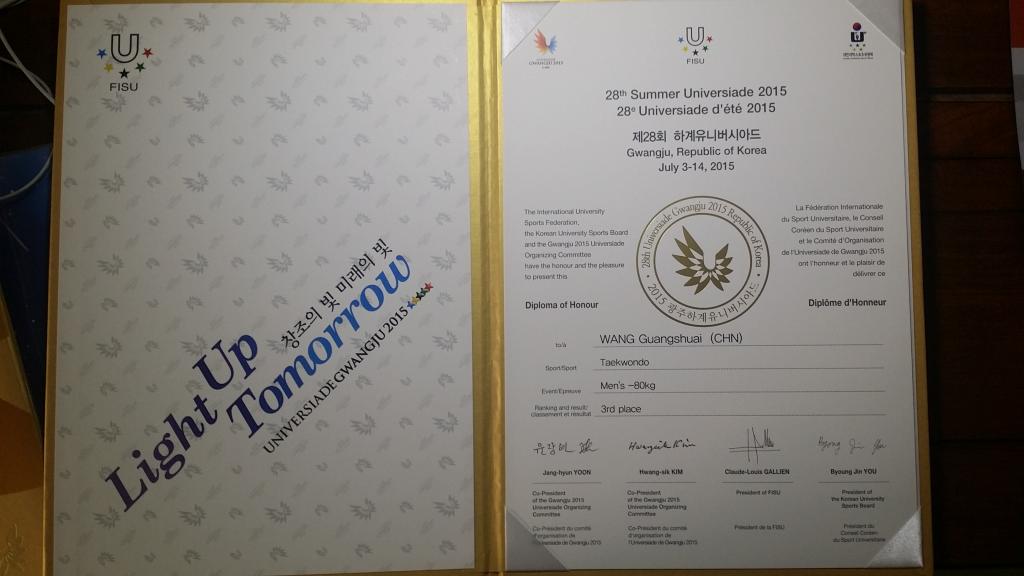 U
FISU
Light Up
Tomorrow
창조의 빛 미래의 빛
UNIVERSIADE GWANGJU 2015
GWANGJU 2015
U
FISU
28th Summer Universiade 2015
28e Universiade d'été 2015
제28회 하계유니버시아드
Gwangju, Republic of Korea
July 3-14, 2015
The International University
Sports Federation,
the Korean University Sports Board
and the Gwangju 2015 Universiade
Organizing Committee
have the honour and the pleasure
to present this
28th Universiade Gwangju 2015 Republic of Korea
2015 광주하계유니버시아드
La Fédération Internationale
du Sport Universitaire, le Conseil
Coréen du Sport Universitaire
et le Comité d'Organisation
de l'Universiade de Gwangju 2015
ont l'honneur et le plaisir de
délivrer ce
Diploma of Honour
Diplôme d'Honneur
to/à WANG Guangshuai (CHN)
Sport/Sport Taekwondo
Event/Epreuve Men's -80kg
Ranking and result/
classement et résultat 3rd place
Jang-hyun YOON
Co-President
of the Gwangju 2015
Universiade Organizing
Committee
Co-Président du comité
d'organisation de
l'Universiade de Gwangju 2015
Hwang-sik KIM
Co-President
of the Gwangju 2015
Universiade Organizing
Committee
Co-Président du comité
d'organisation de
l'Universiade de Gwangju 2015
Claude-Louis GALLIEN
President of FISU
Président de la FISU
Byoung Jin YOU
President of
the Korean University
Sports Board
Président du
Conseil Coréen
du Sport Universitaire